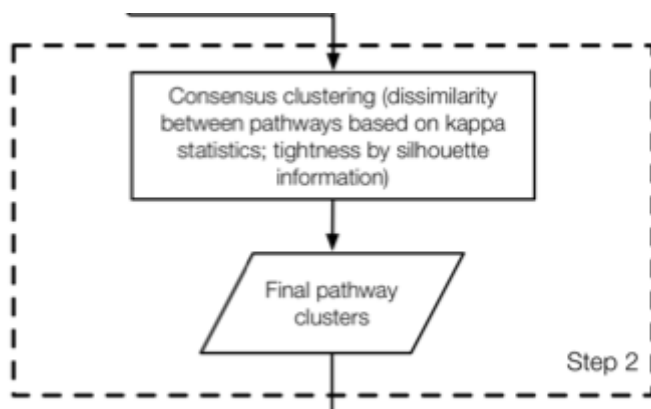 Consensus clustering (dissimilarity
between pathways based on kappa
statistics; tightness by silhouette
information)
Final pathway
clusters
Step 2